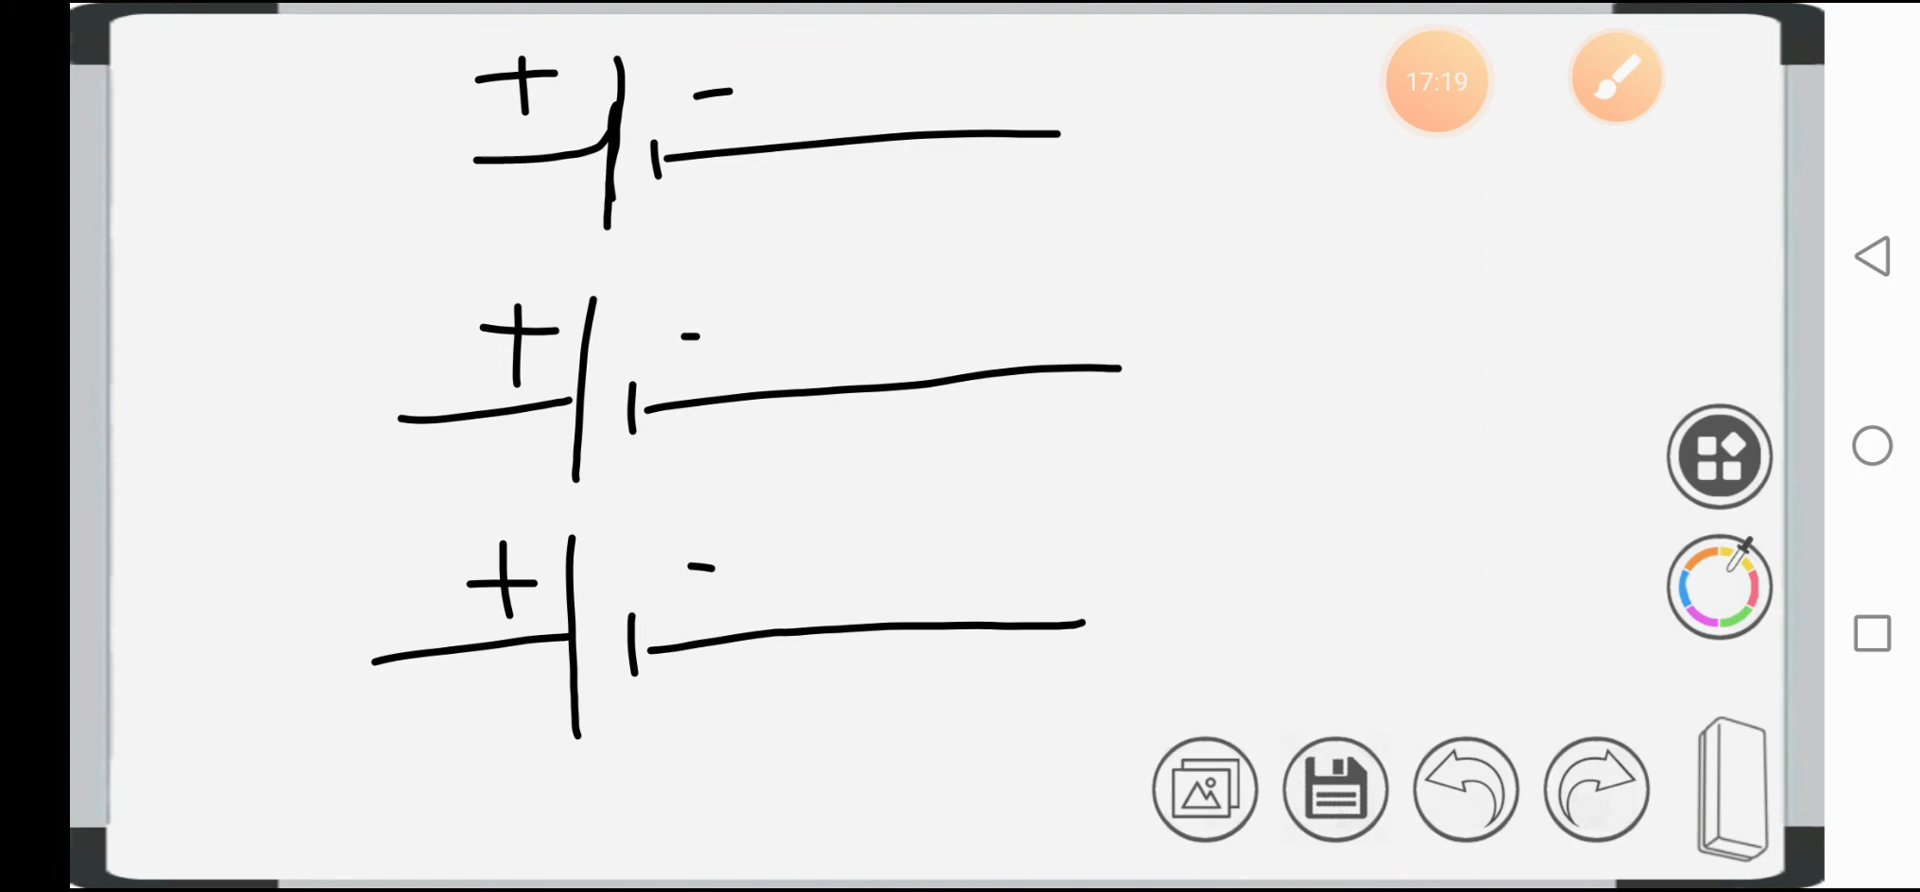 + -
17:19
+ -
+ -